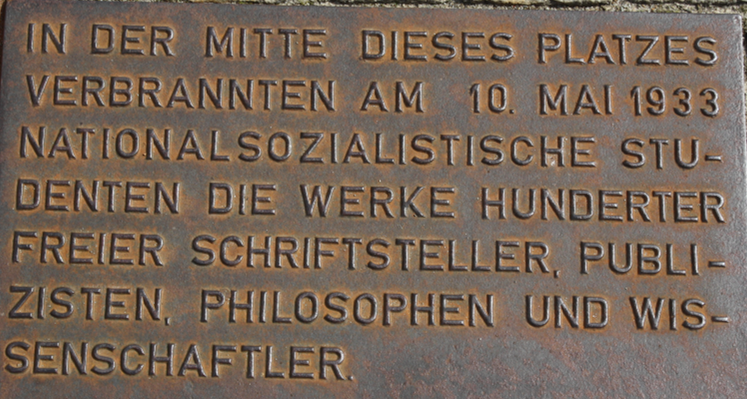 IN DER MITTE DIESES PLATZES
VERBRANNTEN AM 10. MAI 1933
NATIONALSOZIALISTISCHE STU-
DENTEN DIE WERKE HUNDERTER
FREIER SCHRIFTSTELLER, PUBLI-
ZISTEN, PHILOSOPHEN UND WIS-
SENSCHAFTLER.